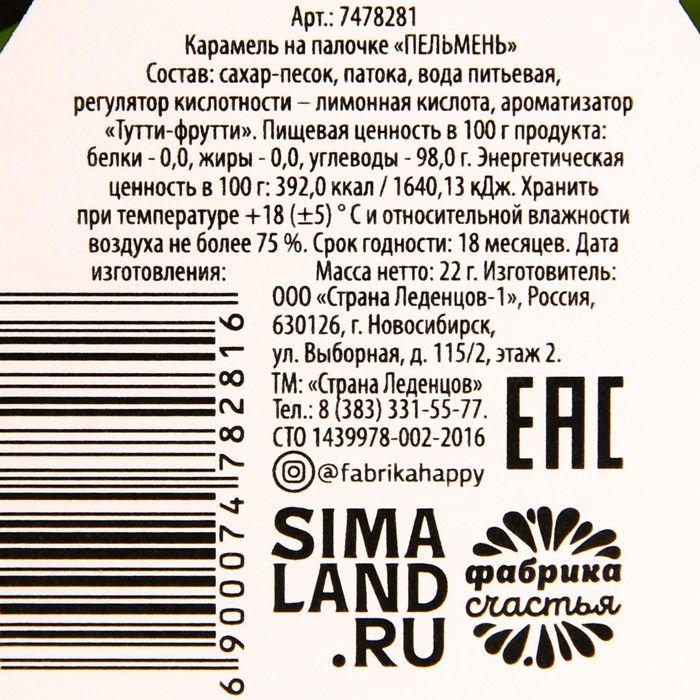 Арт.: 7478281
Карамель на палочке «ПЕЛЬМЕНЬ»
Состав: сахар-песок, патока, вода питьевая,
регулятор кислотности – лимонная кислота, ароматизатор
«Тутти-фрутти». Пищевая ценность в 100 г продукта:
белки - 0,0, жиры - 0,0, углеводы - 98,0 г. Энергетическая
ценность в 100 г: 392,0 ккал / 1640,13 кДж. Хранить
при температуре +18 (±5) ° С и относительной влажности
воздуха не более 75 %. Срок годности: 18 месяцев. Дата
изготовления: Масса нетто: 22 г. Изготовитель:
ООО «Страна Леденцов-1», Россия,
630126, г. Новосибирск,
ул. Выборная, д. 115/2, этаж 2.
ТМ: «Страна Леденцов»
Тел.: 8 (383) 331-55-77.
СТО 1439978-002-2016
@fabrikahappy
EAC
SIMA
LAND
.RU
фабрика
счастья
6900074782816